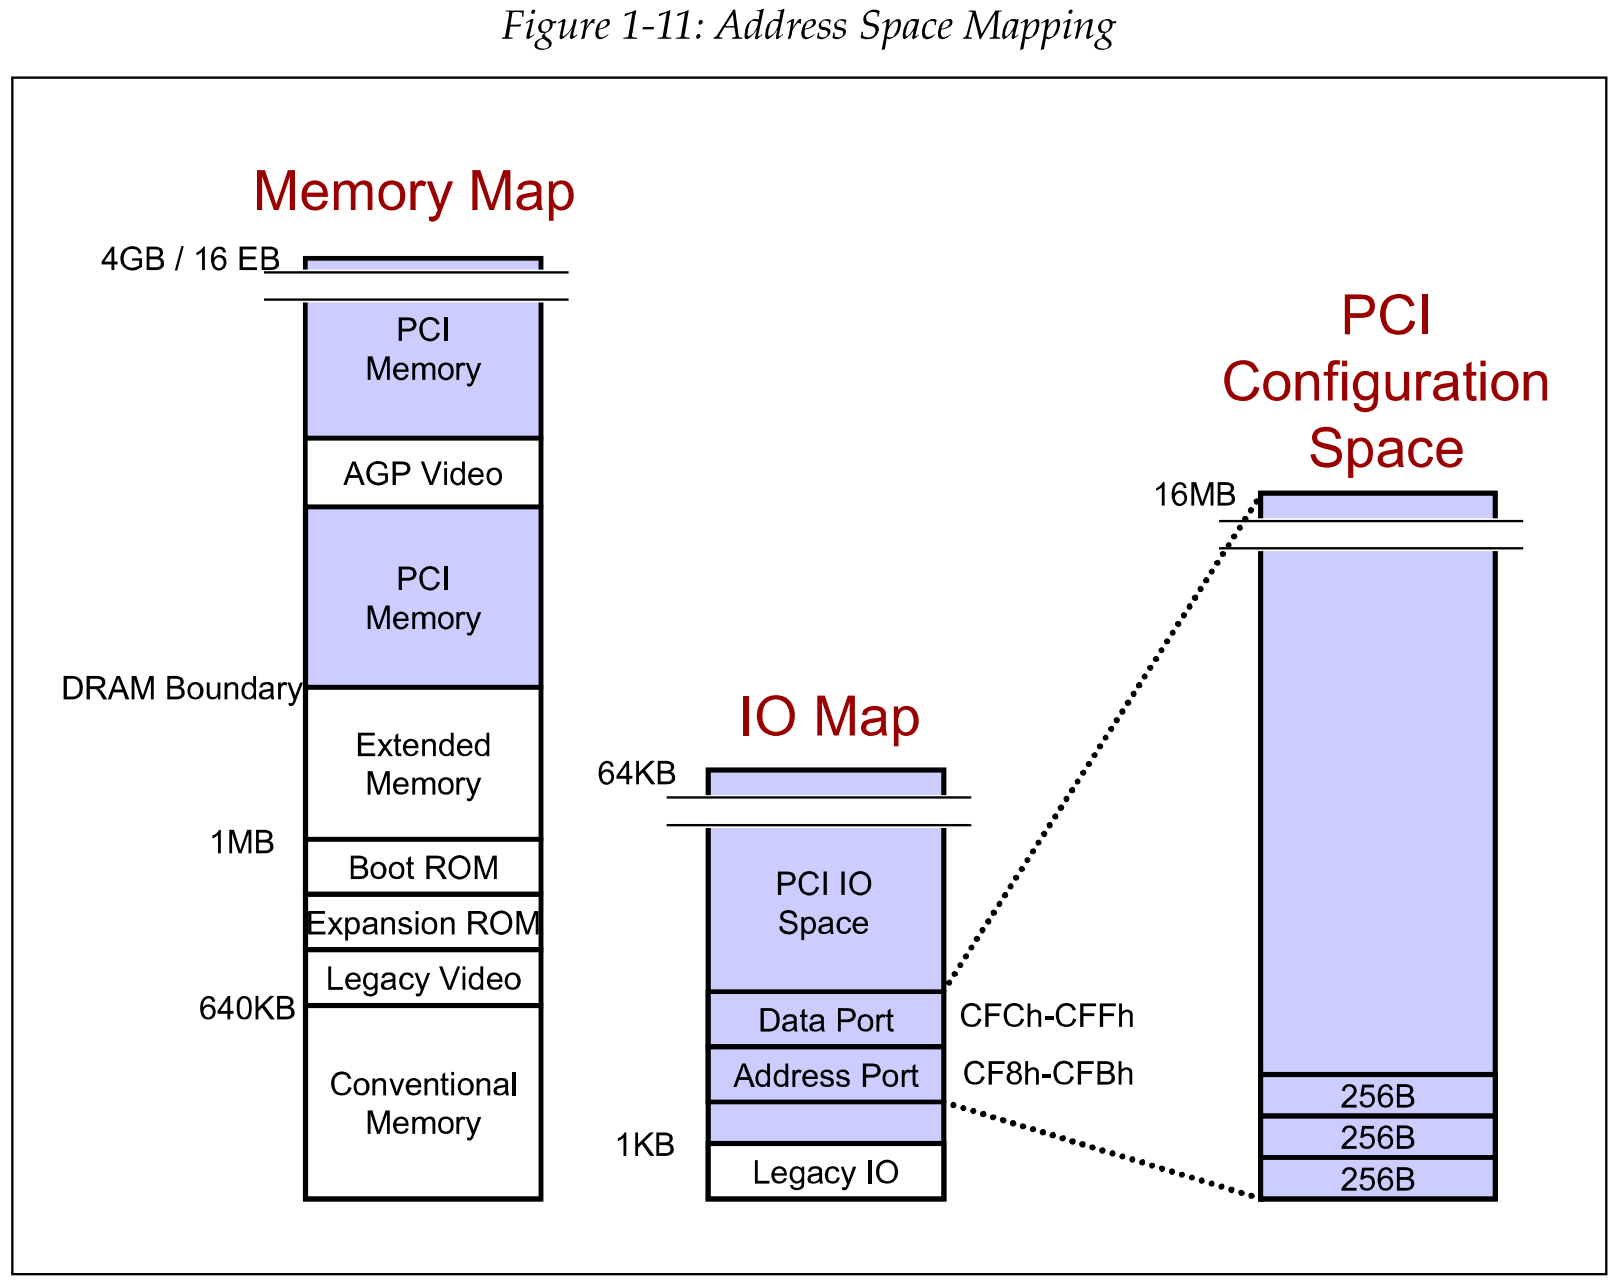 Figure 1-11: Address Space Mapping
Memory Map
4GB / 16 EB
PCI
Memory
AGP Video
PCI
Memory
DRAM Boundary
Extended
Memory
1MB
Boot ROM
Expansion ROM
Legacy Video
640KB
Conventional
Memory
IO Map
64KB
PCI IO
Space
Data Port
CFCh-CFFh
Address Port
CF8h-CFBh
1KB
Legacy IO
PCI
Configuration
Space
16MB
256B
256B
256B